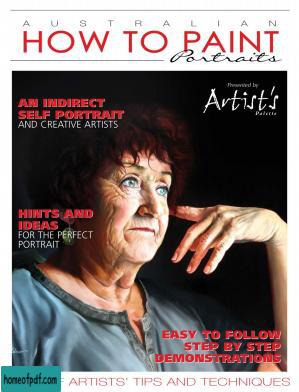 AUSTRALIAN
HOW TO PAINT
Portraits
Presented by
Artist's
Palette
AN INDIRECT
SELF PORTRAIT
AND CREATIVE ARTISTS
HINTS AND
IDEAS
FOR THE PERFECT
PORTRAIT
EASY TO FOLLOW
STEP BY STEP
DEMONSTRATIONS
homeofpdf.com
ARTISTS' TIPS AND TECHNIQUES